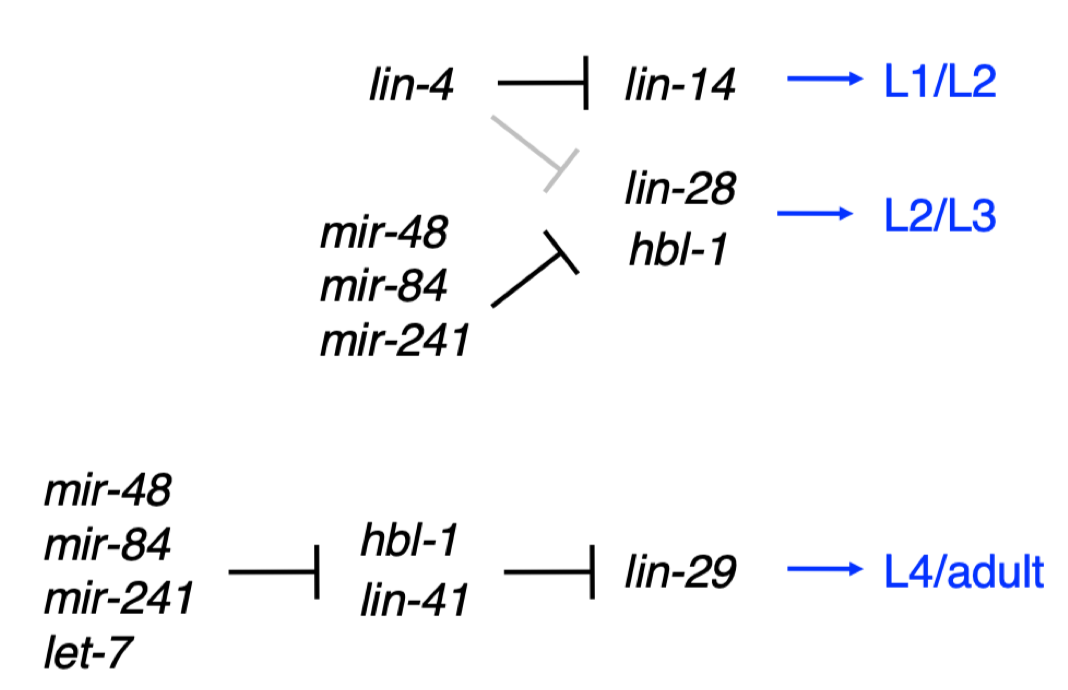 lin-4 lin-14 L1/L2
lin-28
hbl-1 L2/L3
mir-48
mir-84
mir-241
mir-48
mir-84
mir-241
let-7
hbl-1
lin-41
lin-29 L4/adult